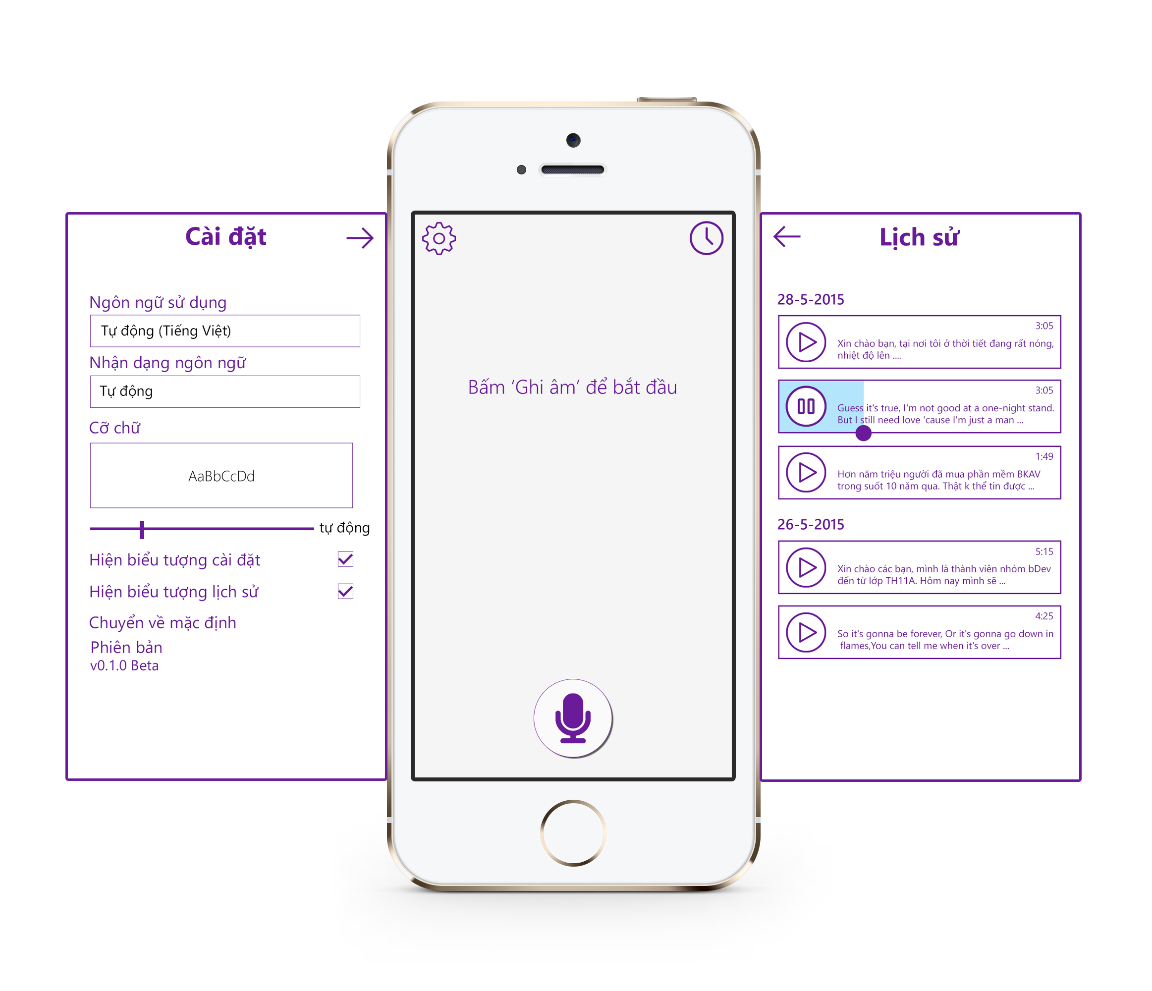 Cài đặt
Ngôn ngữ sử dụng
Tự động (Tiếng Việt)
Nhận dạng ngôn ngữ
Tự động
Cỡ chữ
AaBbCcDd
tự động
Hiện biểu tượng cài đặt
Hiện biểu tượng lịch sử
Chuyển về mặc định
Phiên bản
v0.1.0 Beta
Bấm ‘Ghi âm’ để bắt đầu
Lịch sử
28-5-2015
3:05
Xin chào bạn, tại nơi tôi ở thời tiết đang rất nóng,
nhiệt độ lên ....
3:05
Guess it's true, I'm not good at a one-night stand.
But I still need love 'cause I'm just a man ...
1:49
Hơn năm triệu người đã mua phần mềm BKAV
trong suốt 10 năm qua. Thật k thể tin được ...
26-5-2015
5:15
Xin chào các bạn, mình là thành viên nhóm bDev
đến từ lớp TH11A. Hôm nay mình sẽ ...
4:25
So it's gonna be forever, Or it's gonna go down in
flames,You can tell me when it's over ...